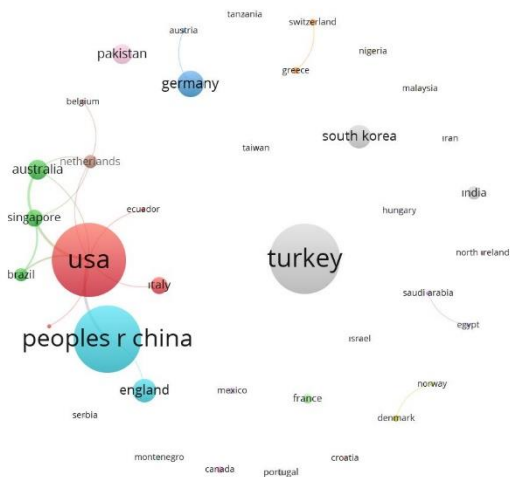 tanzania
austria
switzerland
pakistan
nigeria
germany
greece
belgium
malaysia
south korea
taiwan
iran
netherlands
australia
india
ecuador
hungary
singapore
usa
turkey
north ireland
brazil
italy
saudi arabia
peoples r china
egypt
israel
england
norway
mexico
france
serbia
denmark
montenegro
croatia
canada
portugal